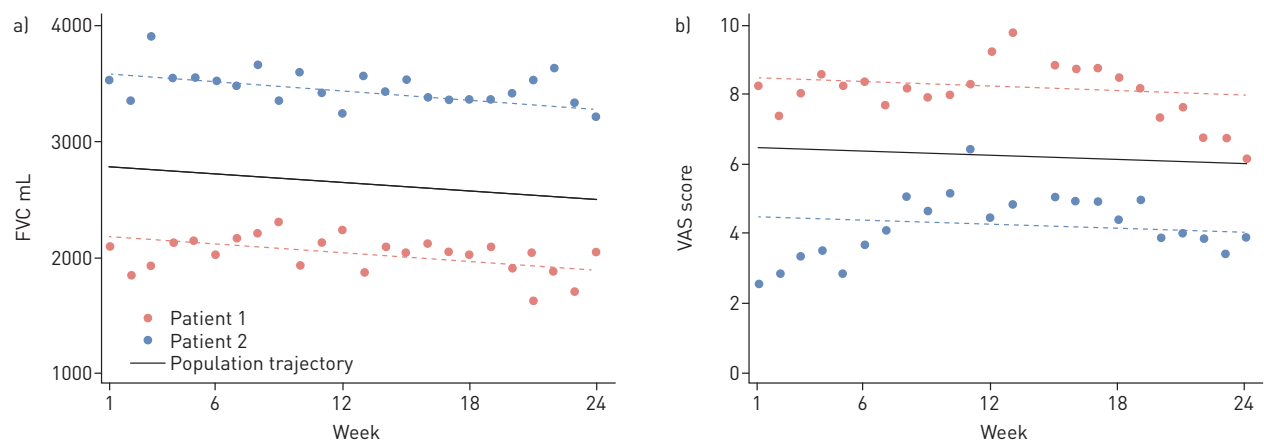 a)
4000
3000
2000
1000
FVC mL
Patient 1
Patient 2
Population trajectory
1 6 12 18 24
Week
b)
10
8
6
4
2
0
VAS score
1 6 12 18 24
Week